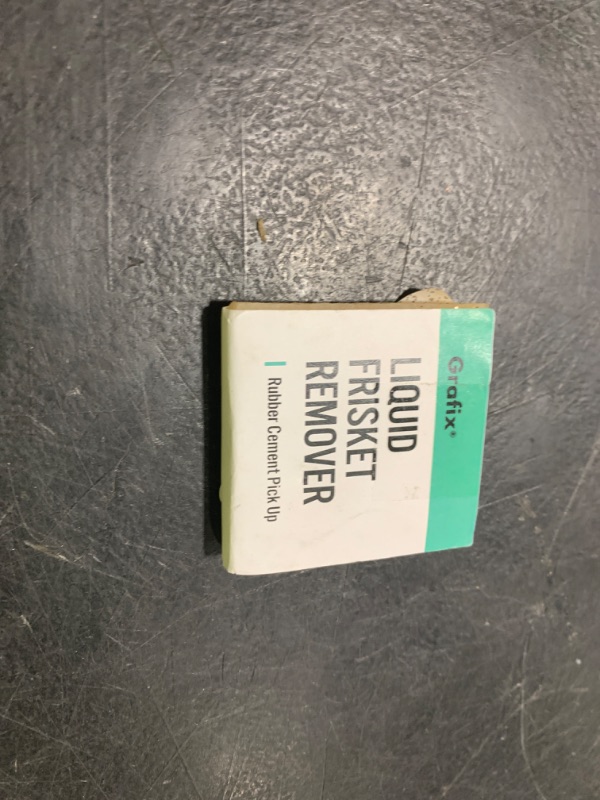 Grafix®
LIQUID
FRISKET
REMOVER
Rubber Cement Pick Up